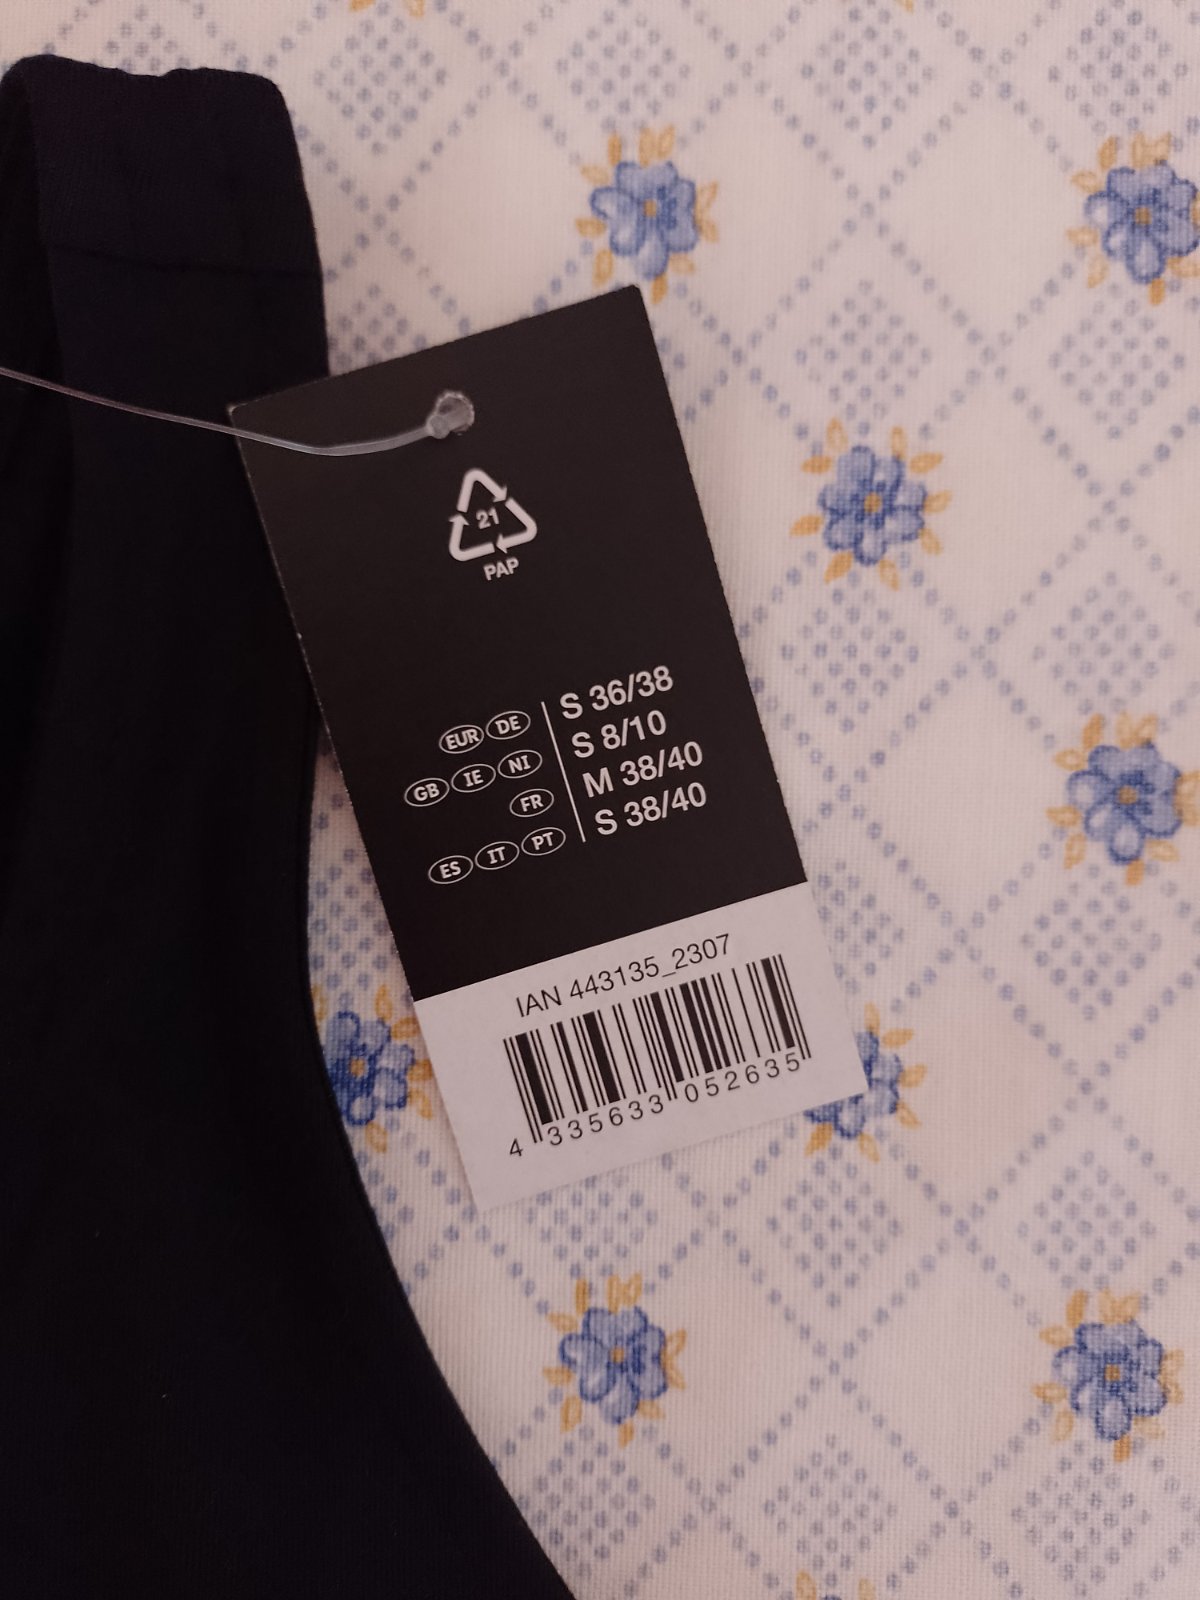 21
PAP
EUR DE S 36/38
GB IE NI S 8/10
FR M 38/40
ES IT PT S 38/40
IAN 443135_2307
4 335633 052635